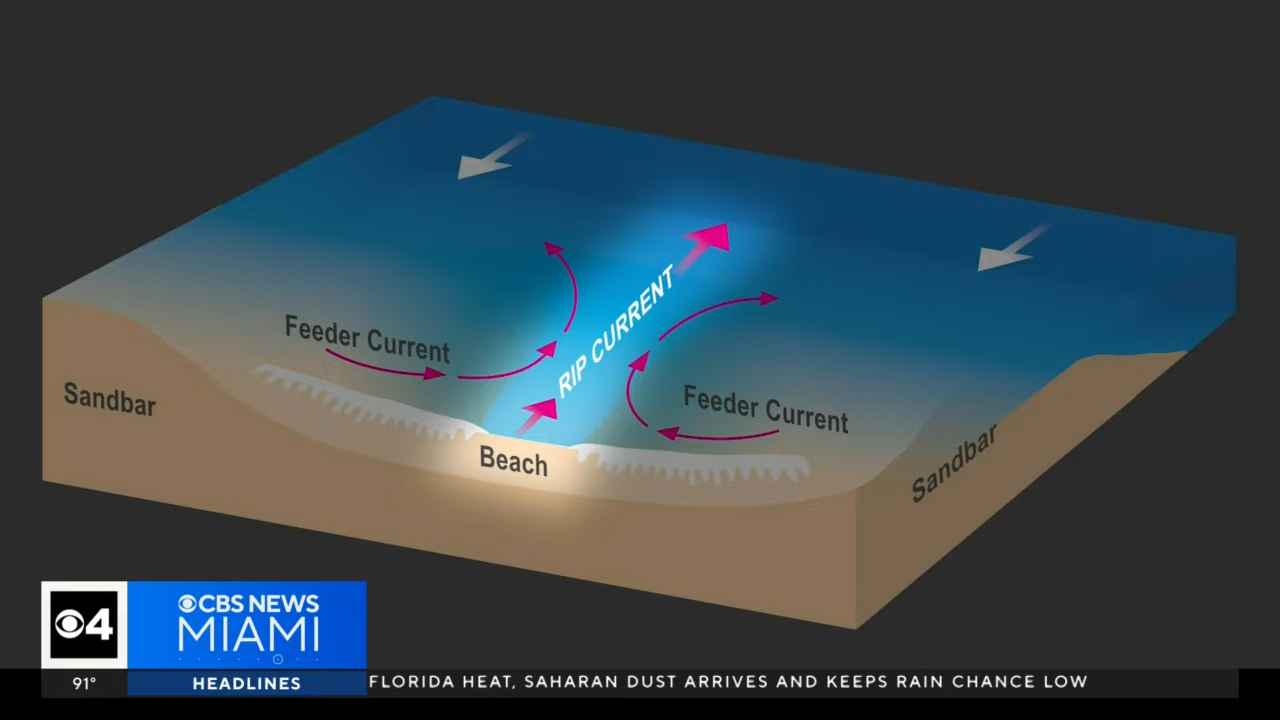 RIP CURRENT
Feeder Current
Feeder Current
Sandbar
Beach
Sandbar
4
CBS NEWS
MIAMI
91°
HEADLINES
FLORIDA HEAT, SAHARAN DUST ARRIVES AND KEEPS RAIN CHANCE LOW